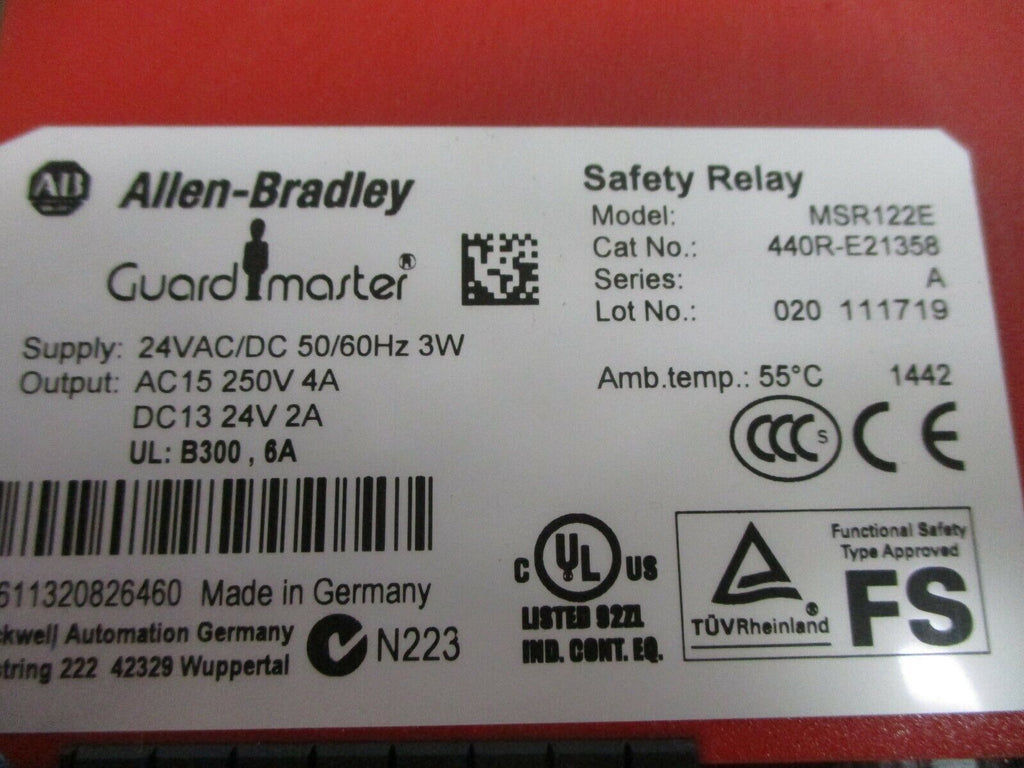 AB Allen-Bradley
Guardmaster®
Safety Relay
Model: MSR122E
Cat No.: 440R-E21358
Series: A
Lot No.: 020 111719
Supply: 24VAC/DC 50/60Hz 3W
Output: AC15 250V 4A
DC13 24V 2A
UL: B300 , 6A
Amb.temp.: 55°C 1442
CCC S CE
611320826460 Made in Germany
ckwell Automation Germany
string 222 42329 Wuppertal
N223
C UL US
LISTED 92ZL
IND. CONT. EQ.
TÜVRheinland®
Functional Safety
Type Approved
FS